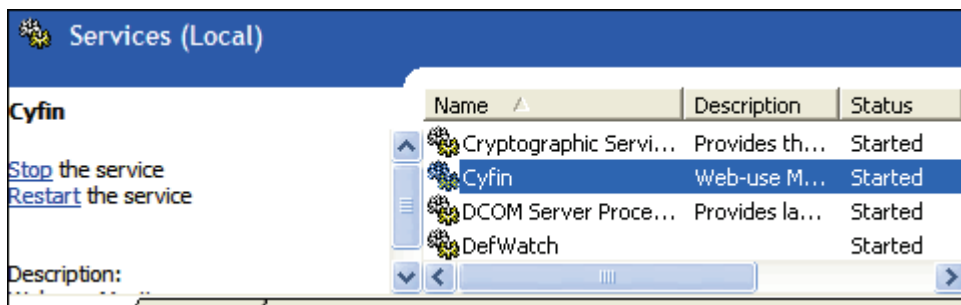 Services (Local)
Cyfin
Stop the service
Restart the service
Description:
Name Description Status
Cryptographic Servi... Provides th... Started
Cyfin Web-use M... Started
DCOM Server Proce... Provides la... Started
DefWatch Started